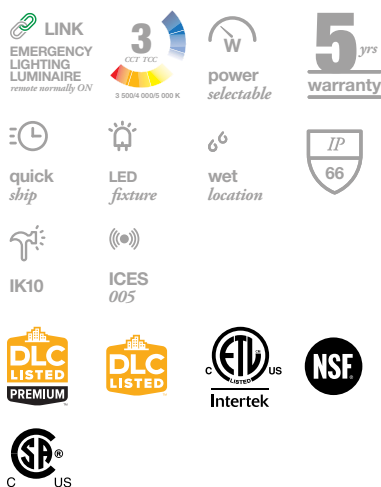 LINK
EMERGENCY
LIGHTING
LUMINAIRE
remote normally ON
3
CCT TCC
3 500/4 000/5 000 K
W
power
selectable
5 yrs
warranty
quick
ship
LED
fixture
wet
location
IP
66
IK10
ICES
005
DLC
LISTED
PREMIUM
DLC
LISTED
C ETL US
LISTED
Intertek
NSF.
SA ®
C US